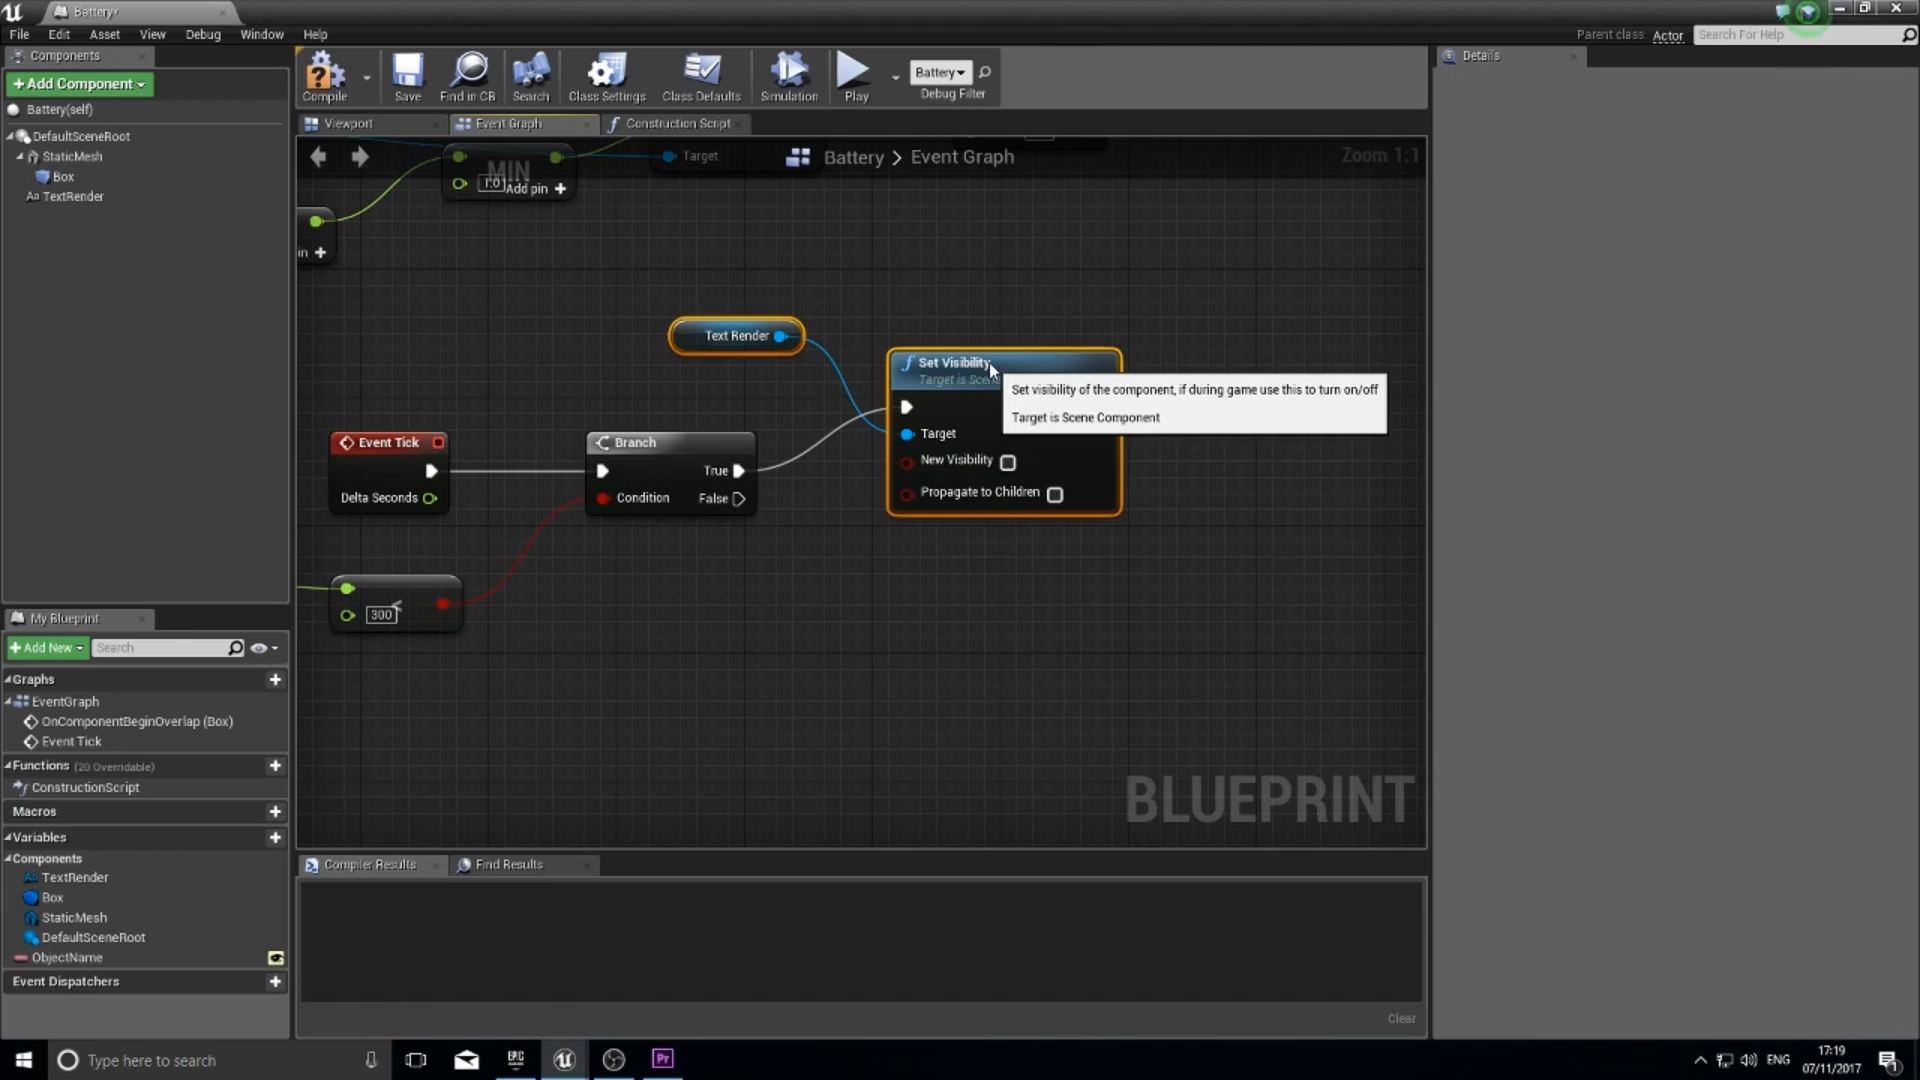 Battery*
File Edit Asset View Debug Window Help
Parent class: Actor Search For Help
Components
+Add Component
Battery(self)
DefaultSceneRoot
StaticMesh
Box
TextRender
Compile Save Find in CB Search Class Settings Class Defaults Simulation Play
Battery
Debug Filter
Details
Viewport Event Graph Construction Script
Battery > Event Graph
Zoom 1:1
Target
MIN
1.0 Add pin +
in +
Text Render
Set Visibility
Target is Scene
Target
New Visibility
Propagate to Children
Set visibility of the component, if during game use this to turn on/off
Target is Scene Component
Event Tick
Delta Seconds
Branch
True
Condition False
<
300
BLUEPRINT
My Blueprint
+Add New Search
Graphs
EventGraph
OnComponentBeginOverlap (Box)
Event Tick
Functions (20 Overridable)
ConstructionScript
Macros
Variables
Components
TextRender
Box
StaticMesh
DefaultSceneRoot
ObjectName
Event Dispatchers
Compiler Results Find Results
Clear
Type here to search
EPIC
Pr
ENG
17:19
07/11/2017
1